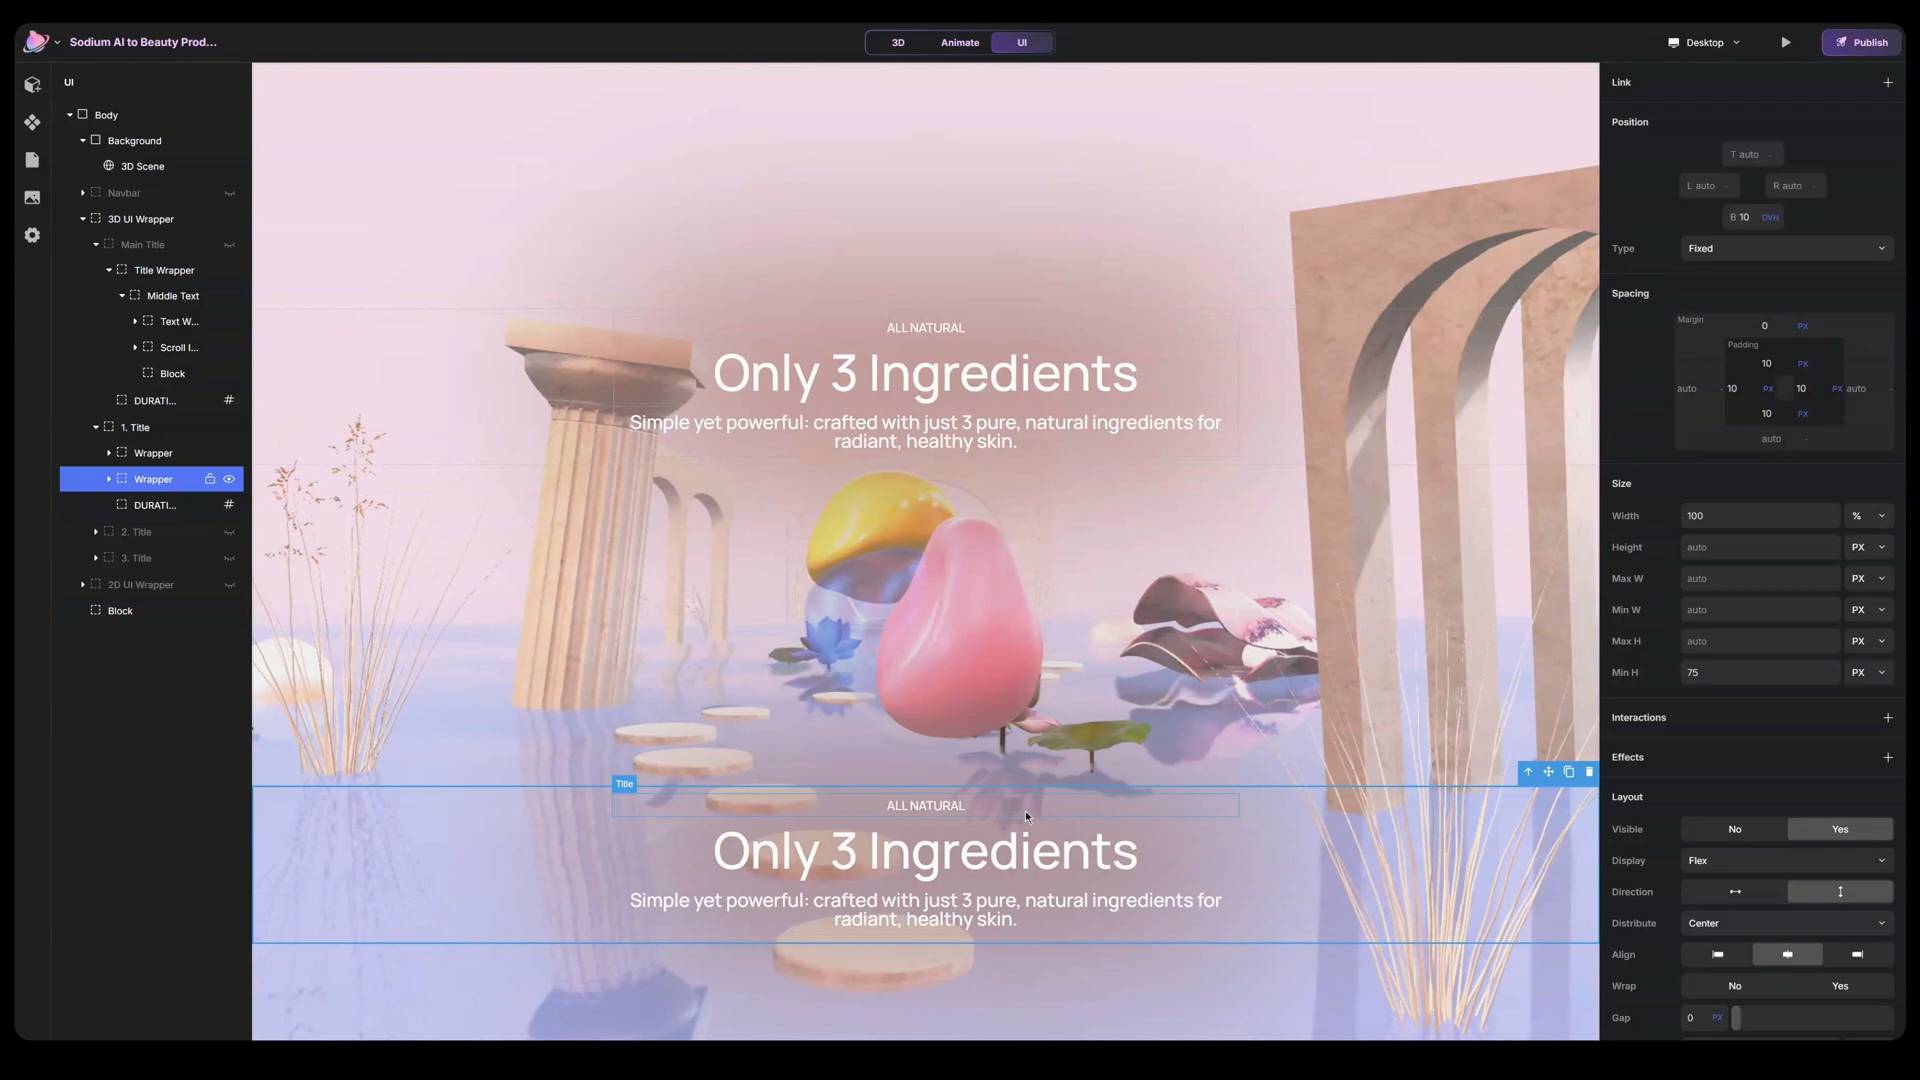 Sodium AI to Beauty Prod...
3D
Animate
UI
Desktop
Publish
UI
Body
Background
3D Scene
Navbar
3D UI Wrapper
Main Title
Title Wrapper
Middle Text
Text W...
Scroll I...
Block
DURATI...
1. Title
Wrapper
Wrapper
DURATI...
2. Title
3. Title
2D UI Wrapper
Block
ALL NATURAL
Only 3 Ingredients
Simple yet powerful: crafted with just 3 pure, natural ingredients for
radiant, healthy skin.
Title
ALL NATURAL
Only 3 Ingredients
Simple yet powerful: crafted with just 3 pure, natural ingredients for
radiant, healthy skin.
Link
Position
T auto -
L auto - R auto -
B 10 DVH
Type Fixed
Spacing
Margin 0 PX
Padding
10 PX
auto - 10 PX 10 PX auto -
10 PX
auto -
Size
Width 100 %
Height auto PX
Max W auto PX
Min W auto PX
Max H auto PX
Min H 75 PX
Interactions
Effects
Layout
Visible No Yes
Display Flex
Direction
Distribute Center
Align
Wrap No Yes
Gap 0 PX